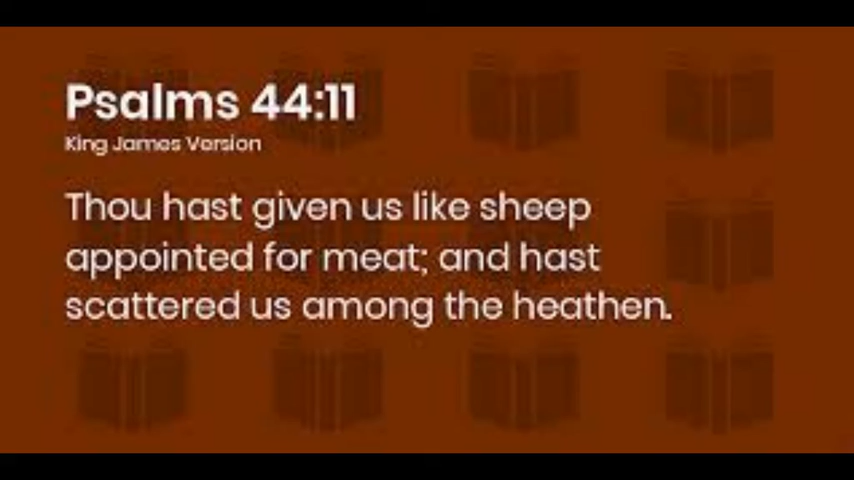 Psalms 44:11
King James Version
Thou hast given us like sheep
appointed for meat; and hast
scattered us among the heathen.